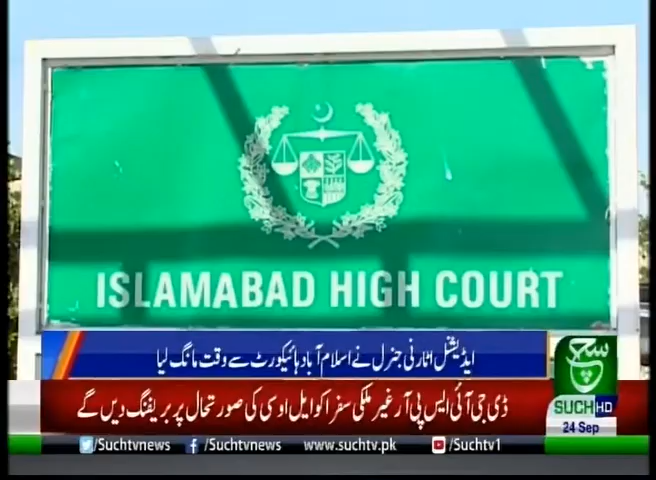 ISLAMABAD HIGH COURT
ایڈیشنل اٹارنی جنرل نے اسلام آباد ہائیکورٹ سے وقت مانگ لیا
ڈی جی آئی ایس پی آر غیر ملکی سفرا کو ایل او سی کی صورتحال پر بریفنگ دیں گے
سچ
SUCH HD
24 Sep
/Suchtvnews /Suchtvnews www.suchtv.pk /Suchtv1